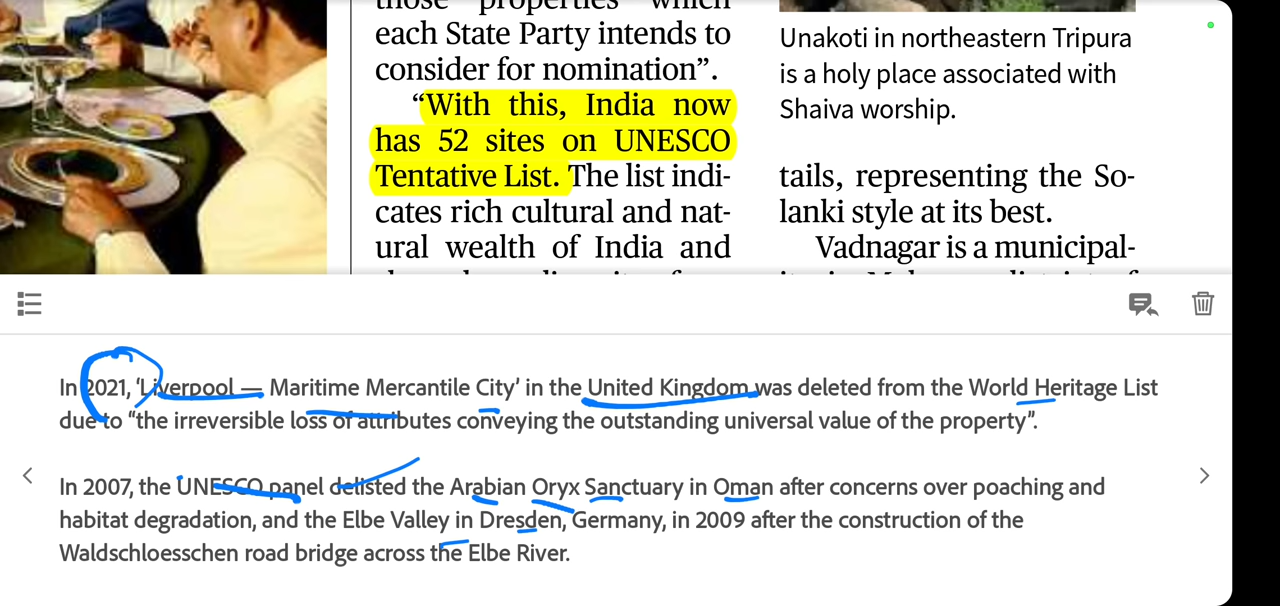 those properties which
each State Party intends to
consider for nomination”.
“With this, India now
has 52 sites on UNESCO
Tentative List. The list indi-
cates rich cultural and nat-
ural wealth of India and
Unakoti in northeastern Tripura
is a holy place associated with
Shaiva worship.
tails, representing the So-
lanki style at its best.
Vadnagar is a municipal-
In 2021, ‘Liverpool — Maritime Mercantile City’ in the United Kingdom was deleted from the World Heritage List
due to “the irreversible loss of attributes conveying the outstanding universal value of the property”.
In 2007, the UNESCO panel delisted the Arabian Oryx Sanctuary in Oman after concerns over poaching and
habitat degradation, and the Elbe Valley in Dresden, Germany, in 2009 after the construction of the
Waldschloesschen road bridge across the Elbe River.